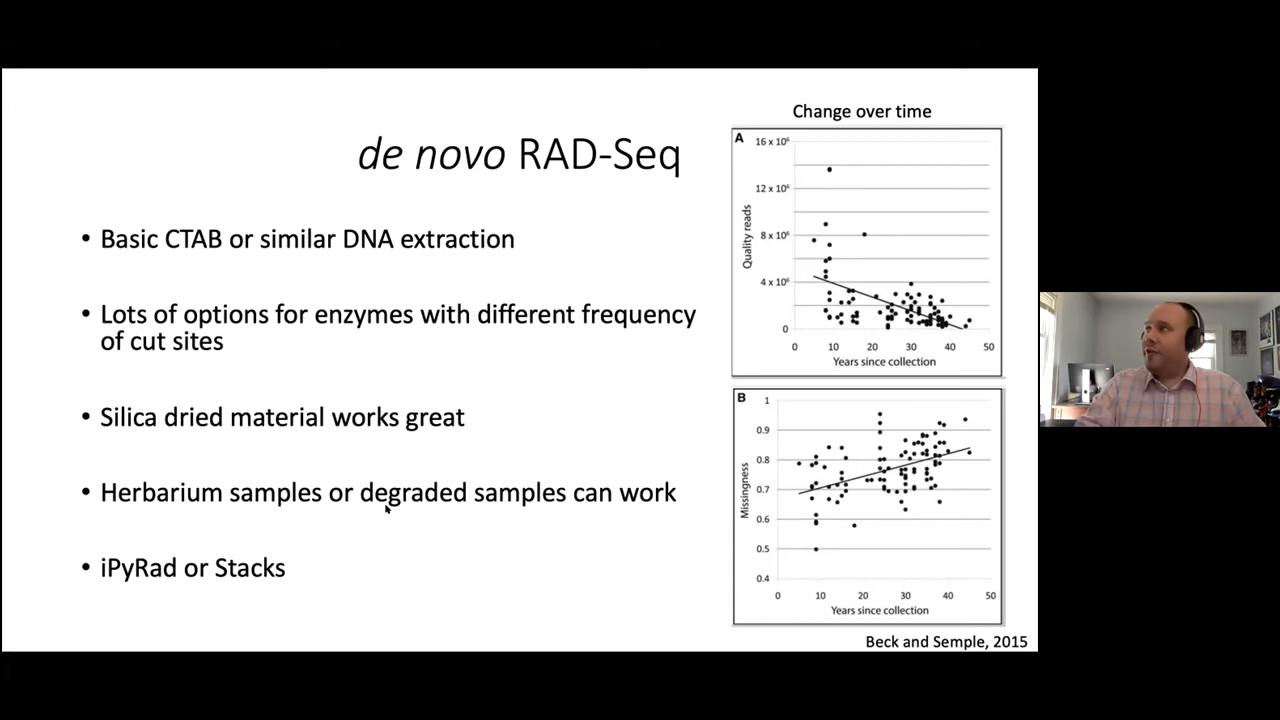 de novo RAD-Seq
• Basic CTAB or similar DNA extraction
• Lots of options for enzymes with different frequency
of cut sites
• Silica dried material works great
• Herbarium samples or degraded samples can work
• iPyRad or Stacks
Change over time
A
16 x 10⁶
12 x 10⁶
8 x 10⁶
4 x 10⁶
0
Quality reads
0 10 20 30 40 50
Years since collection
B
1
0.9
0.8
0.7
0.6
0.5
0.4
Missingness
0 10 20 30 40 50
Years since collection
Beck and Semple, 2015